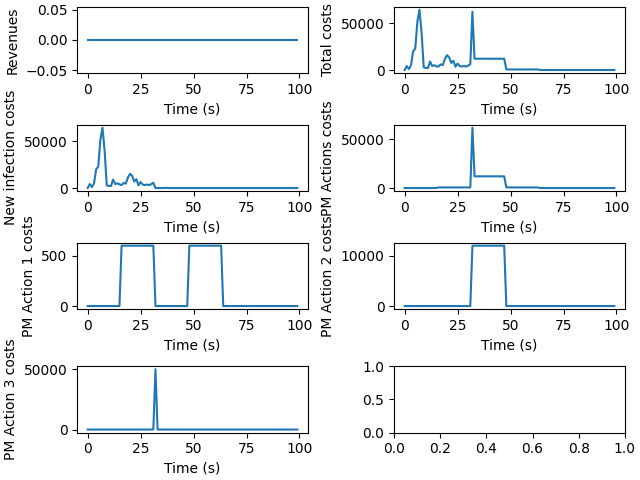 Revenues
0.05
0.00
−0.05
0 25 50 75 100
Time (s)
Total costs
50000
0
0 25 50 75 100
Time (s)
New infection costs
50000
0
0 25 50 75 100
Time (s)
PM Actions costs
50000
0
0 25 50 75 100
Time (s)
PM Action 1 costs
500
0
0 25 50 75 100
Time (s)
PM Action 2 costs
10000
0
0 25 50 75 100
Time (s)
PM Action 3 costs
50000
0
0 25 50 75 100
Time (s)
1.0
0.5
0.0
0.0 0.2 0.4 0.6 0.8 1.0